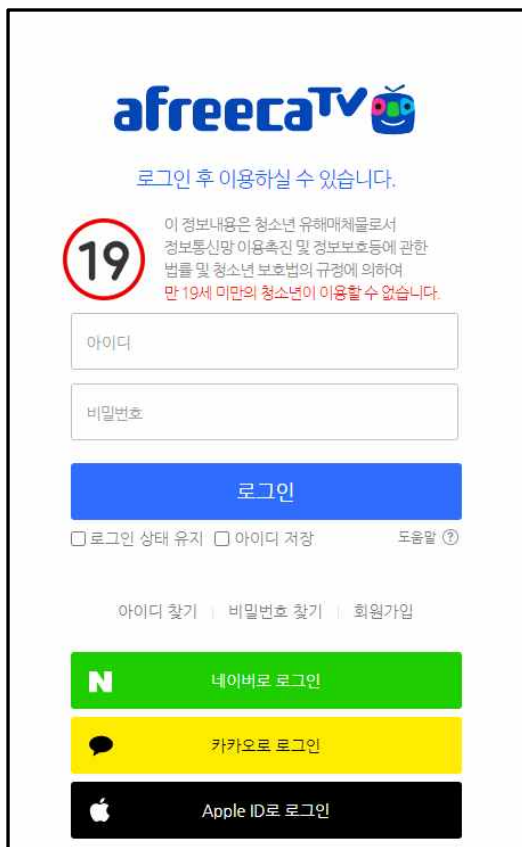 afreecaTV
로그인 후 이용하실 수 있습니다.
19
이 정보내용은 청소년 유해매체물로서
정보통신망 이용촉진 및 정보보호등에 관한
법률 및 청소년 보호법의 규정에 의하여
만 19세 미만의 청소년이 이용할 수 없습니다.
아이디
비밀번호
로그인
로그인 상태 유지 아이디 저장 도움말 ?
아이디 찾기 | 비밀번호 찾기 | 회원가입
N 네이버로 로그인
카카오로 로그인
Apple ID로 로그인